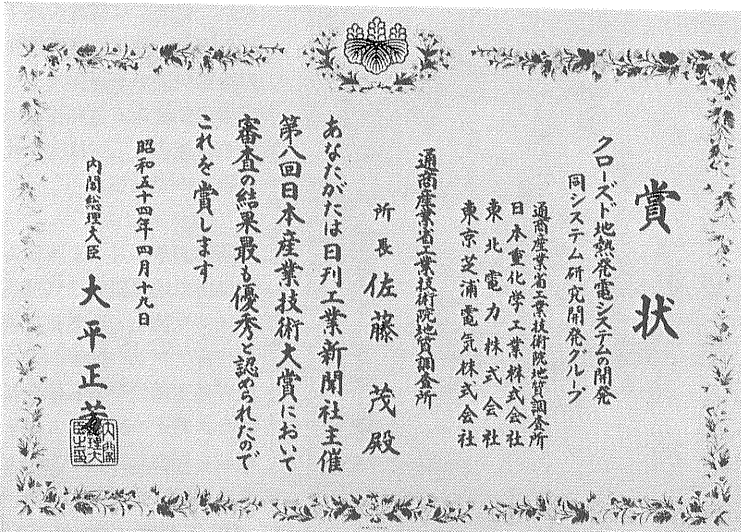 賞状
クローズド地熱発電システムの開発
同システム研究開発グループ
通商産業省工業技術院地質調査所
日本重化学工業株式会社
東北電力株式会社
東京芝浦電気株式会社
通商産業省工業技術院地質調査所
所長 佐藤 茂殿
あなたがたは日刊工業新聞社主催
第八回日本産業技術大賞において
審査の結果最も優秀と認められたので
これを賞します
昭和五十四年四月十九日
内閣総理大臣 大平正芳
内閣総理大臣之印